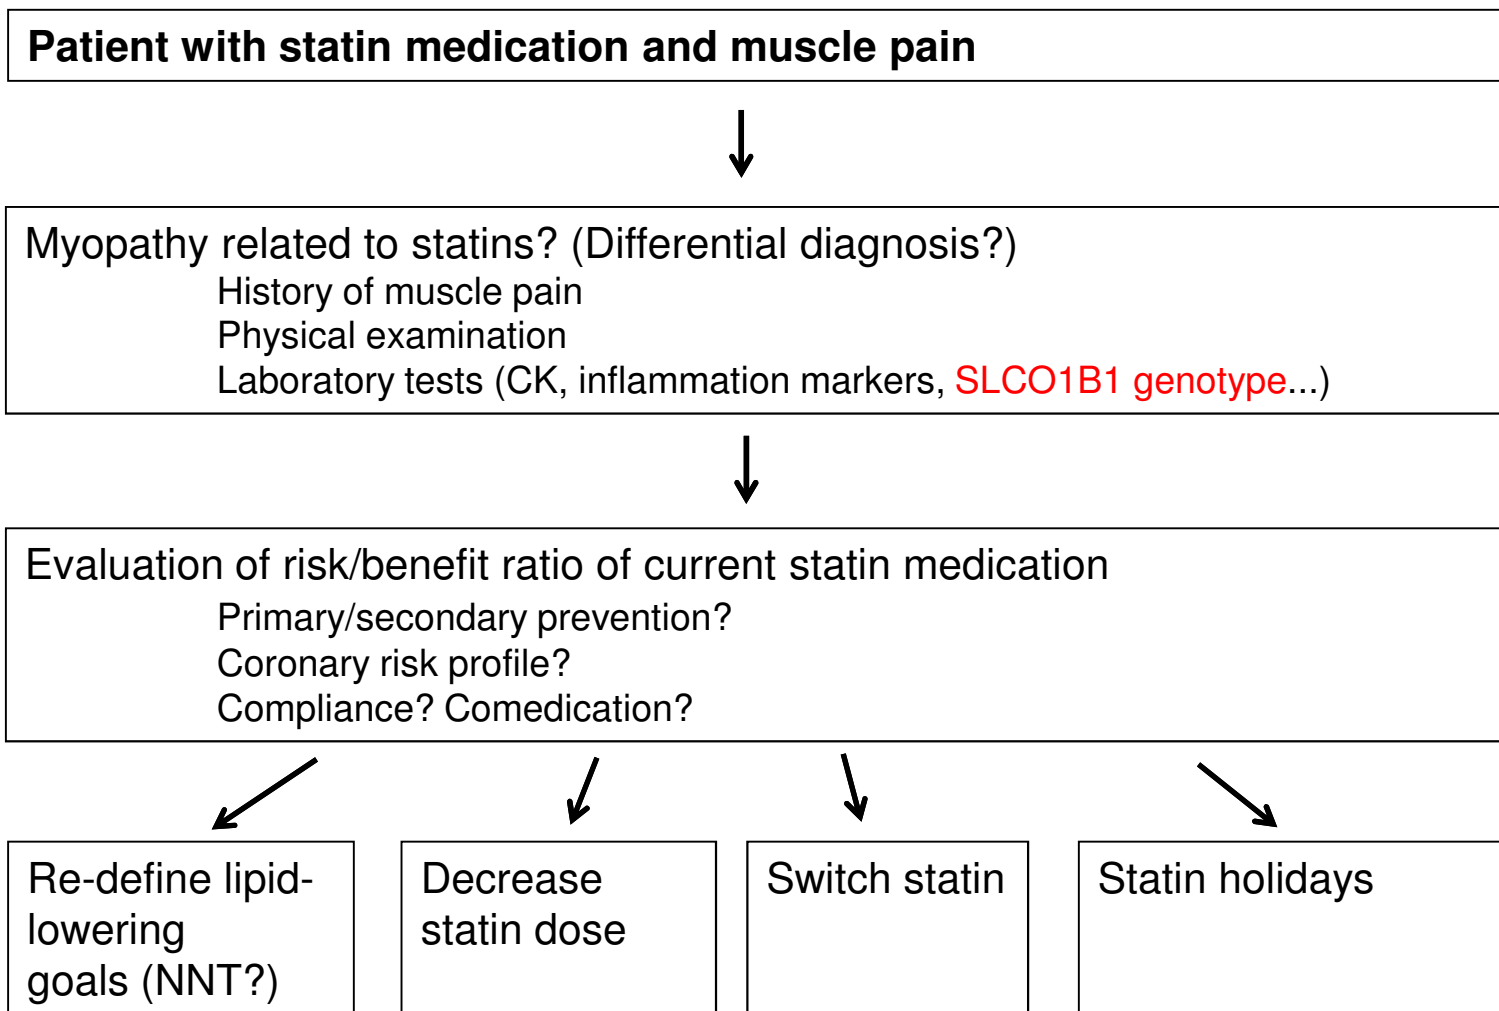 Patient with statin medication and muscle pain
Myopathy related to statins? (Differential diagnosis?)
History of muscle pain
Physical examination
Laboratory tests (CK, inflammation markers, SLCO1B1 genotype...)
Evaluation of risk/benefit ratio of current statin medication
Primary/secondary prevention?
Coronary risk profile?
Compliance? Comedication?
Re-define lipid-
lowering
goals (NNT?)
Decrease
statin dose
Switch statin
Statin holidays